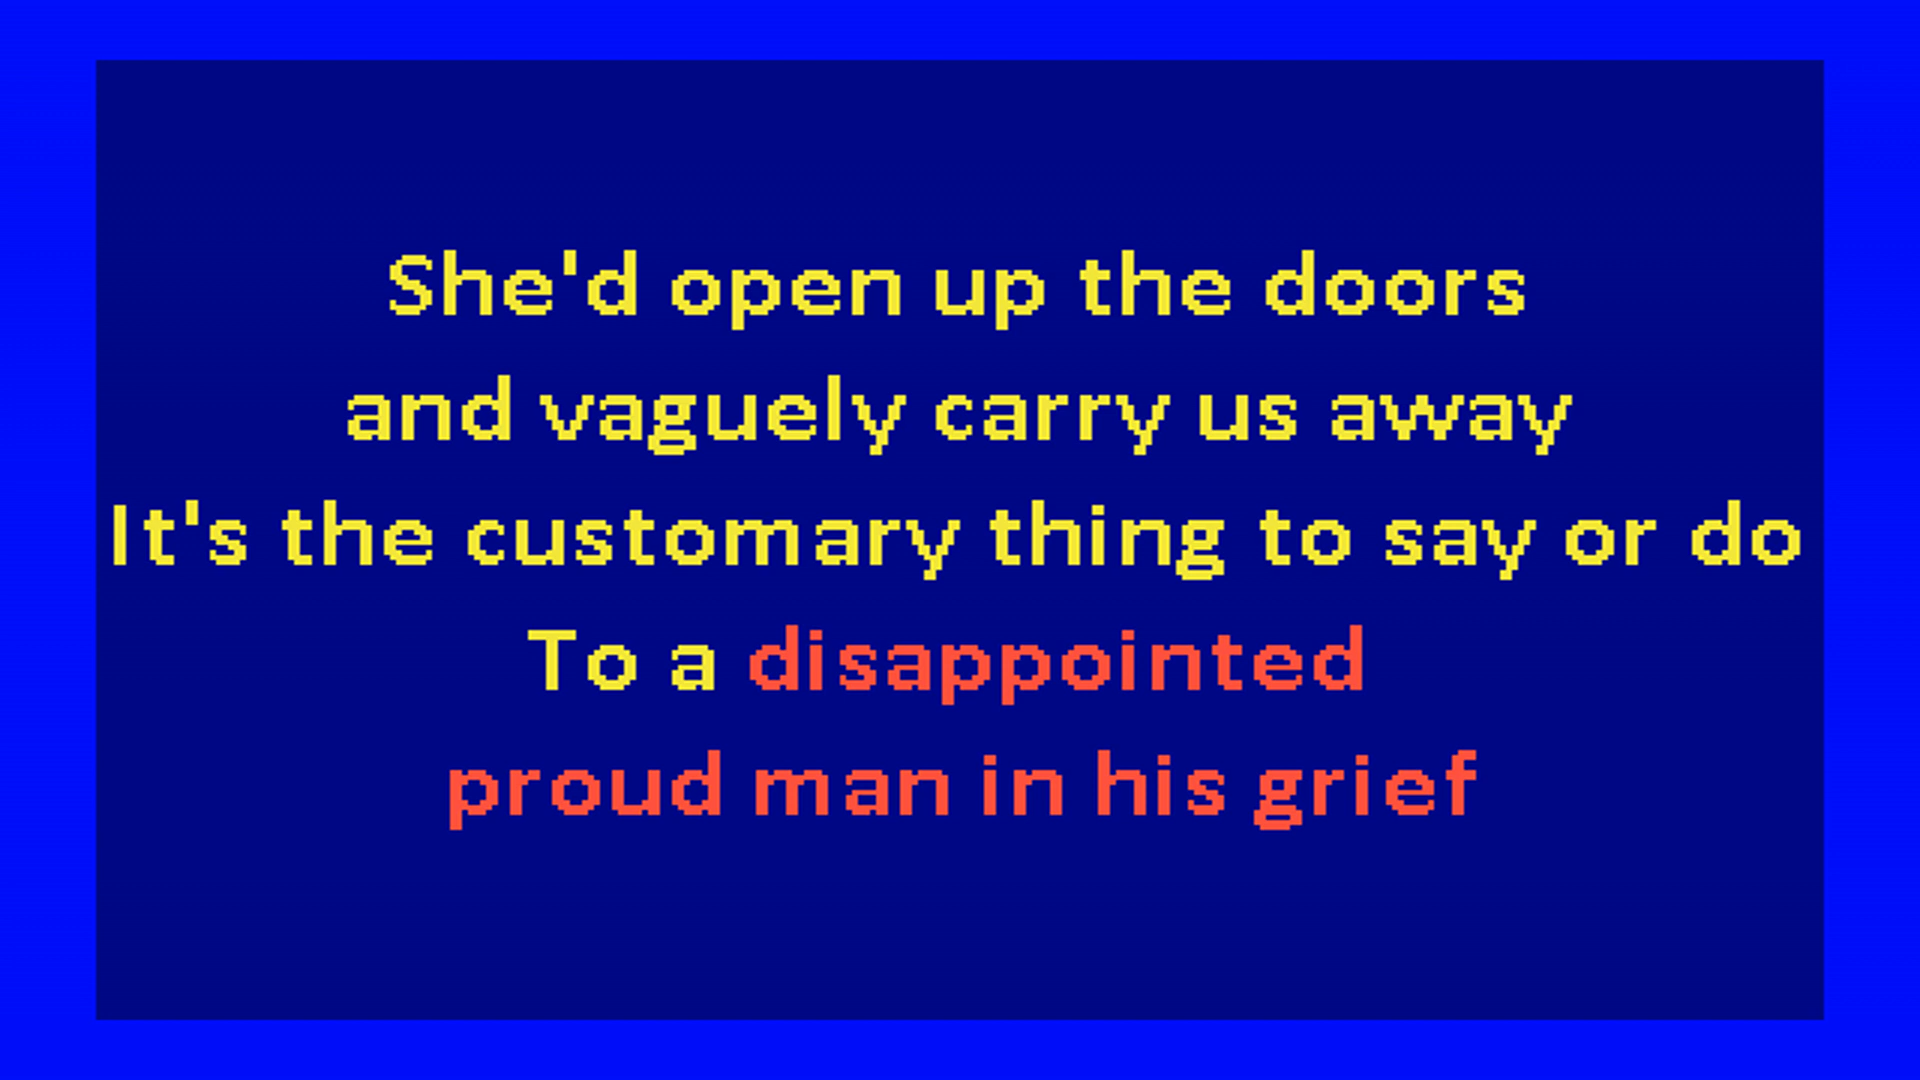 She'd open up the doors
and vaguely carry us away
It's the customary thing to say or do
To a disappointed
proud man in his grief